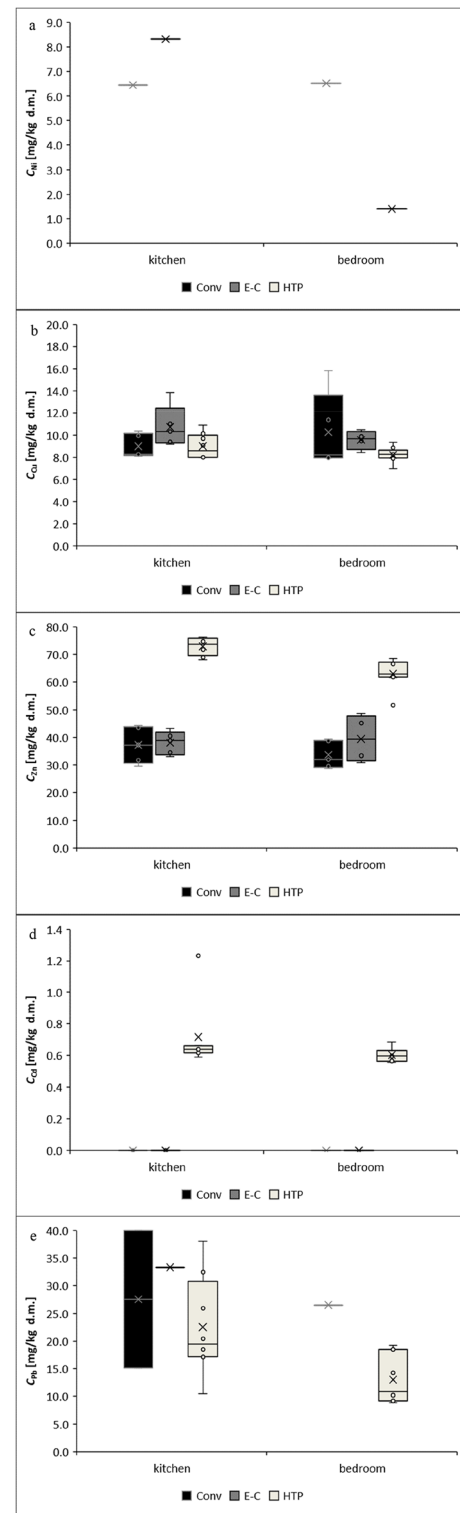 a
C_Ni [mg/kg d.m.]
9.0
8.0
7.0
6.0
5.0
4.0
3.0
2.0
1.0
0.0
kitchen bedroom
Conv E-C HTP
b
C_Cu [mg/kg d.m.]
20.0
18.0
16.0
14.0
12.0
10.0
8.0
6.0
4.0
2.0
0.0
kitchen bedroom
Conv E-C HTP
c
C_Zn [mg/kg d.m.]
80.0
70.0
60.0
50.0
40.0
30.0
20.0
10.0
0.0
kitchen bedroom
Conv E-C HTP
d
C_Cd [mg/kg d.m.]
1.4
1.2
1.0
0.8
0.6
0.4
0.2
0.0
kitchen bedroom
Conv E-C HTP
e
C_Pb [mg/kg d.m.]
40.0
35.0
30.0
25.0
20.0
15.0
10.0
5.0
0.0
kitchen bedroom
Conv E-C HTP